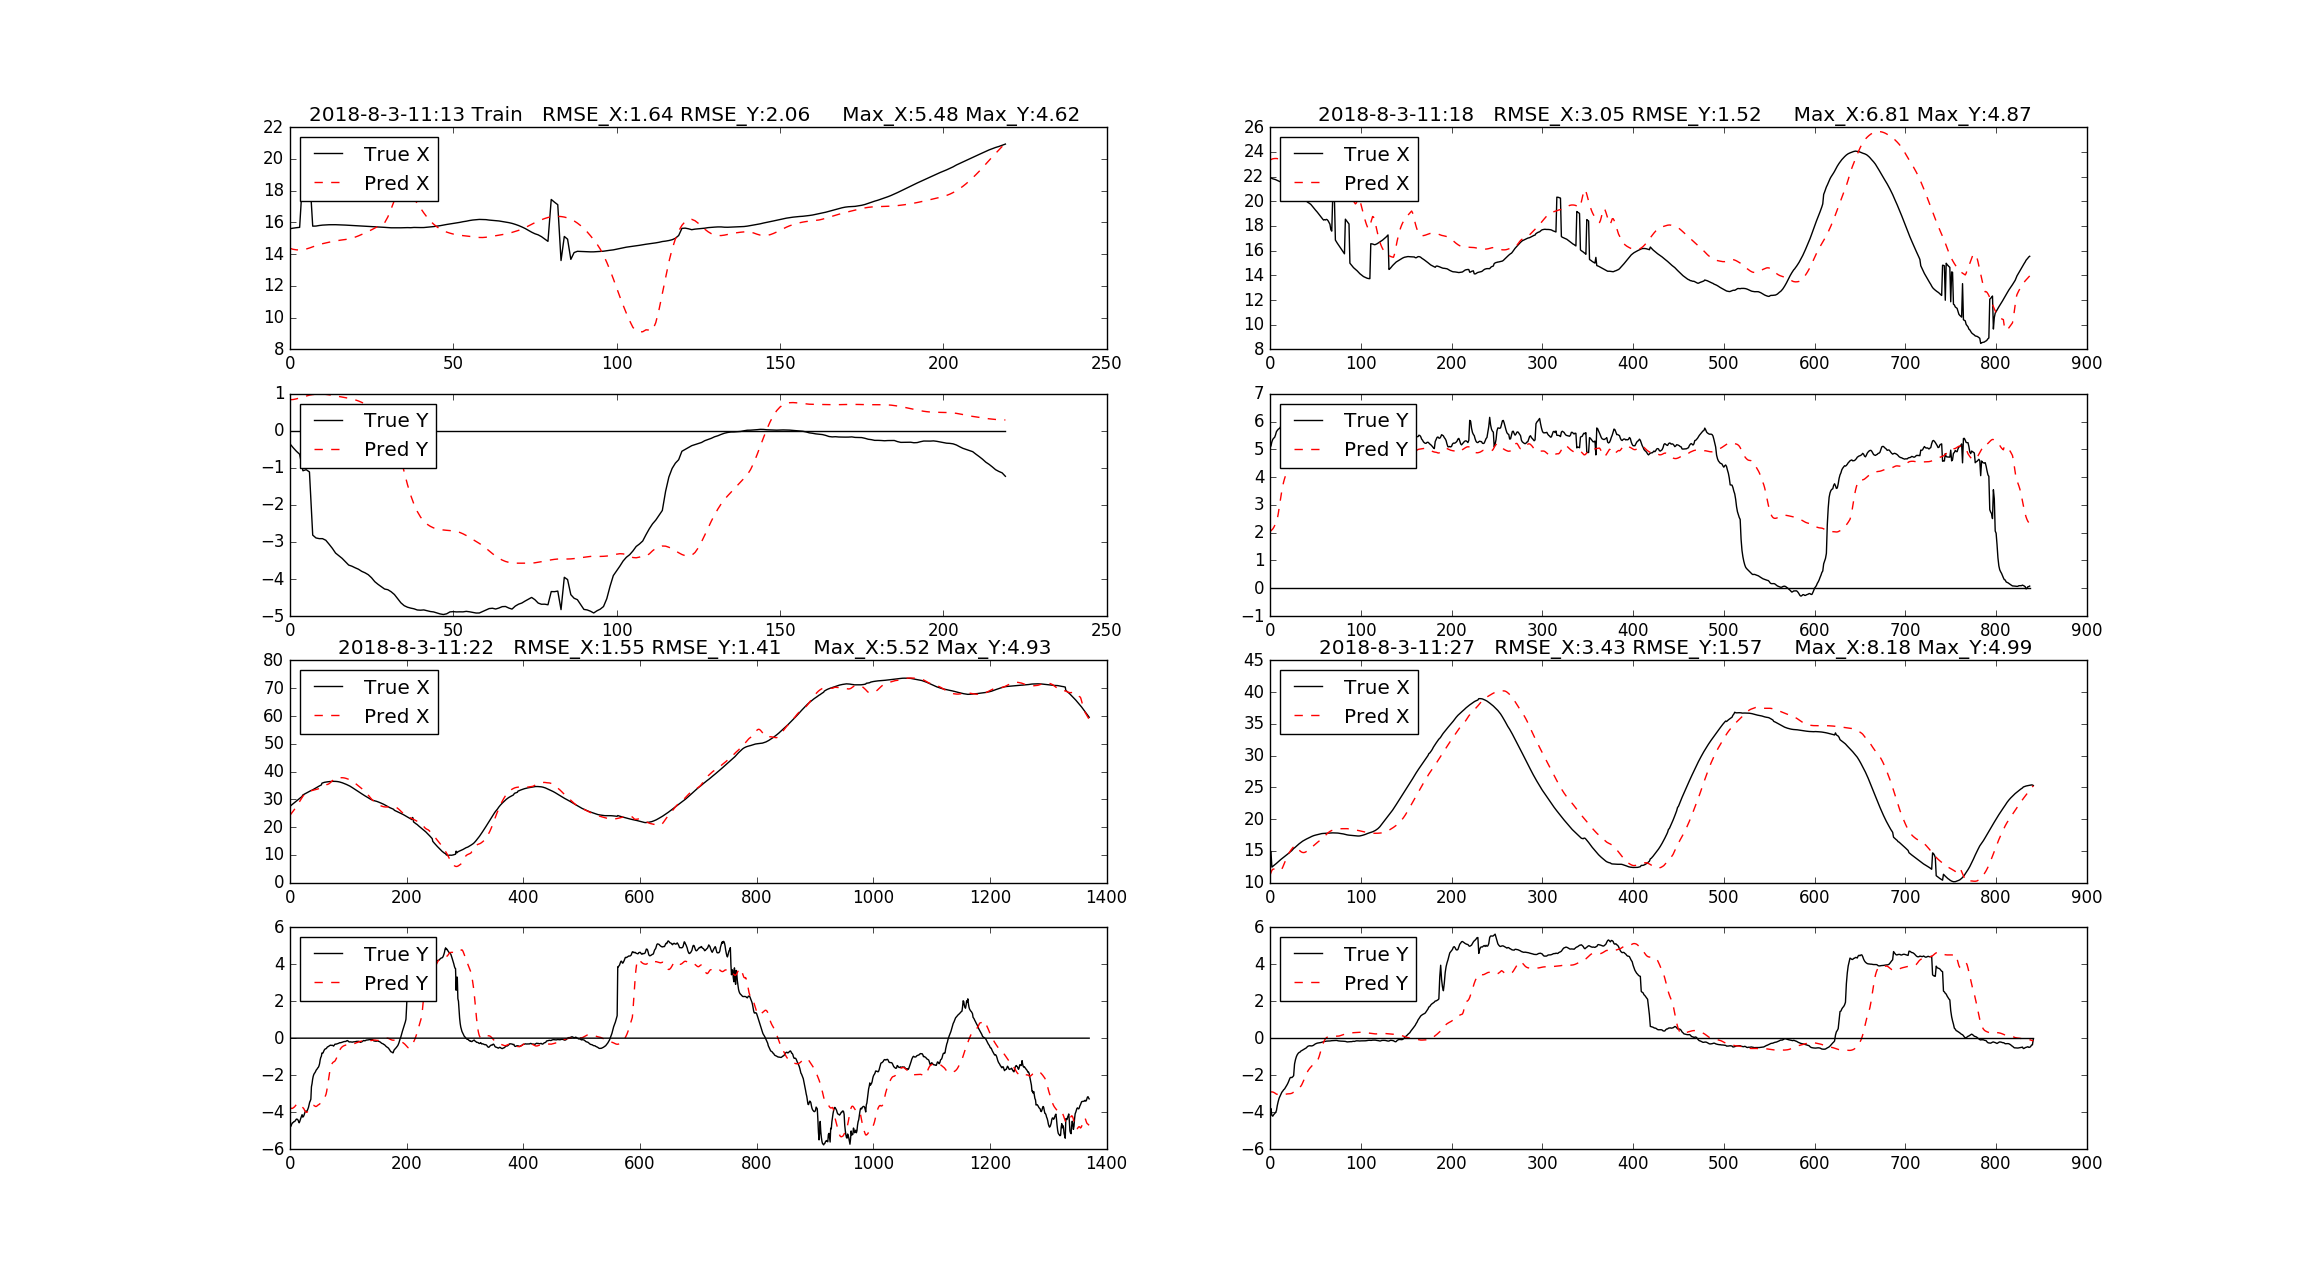 2018-8-3-11:13 Train   RMSE_X:1.64 RMSE_Y:2.06     Max_X:5.48 Max_Y:4.62
22
20
18
16
14
12
10
8
True X
Pred X
0 50 100 150 200 250
1
0
−1
−2
−3
−4
−5
True Y
Pred Y
0 50 100 150 200 250
2018-8-3-11:18   RMSE_X:3.05 RMSE_Y:1.52     Max_X:6.81 Max_Y:4.87
26
24
22
20
18
16
14
12
10
8
True X
Pred X
0 100 200 300 400 500 600 700 800 900
7
6
5
4
3
2
1
0
−1
True Y
Pred Y
0 100 200 300 400 500 600 700 800 900
2018-8-3-11:22   RMSE_X:1.55 RMSE_Y:1.41     Max_X:5.52 Max_Y:4.93
80
70
60
50
40
30
20
10
0
True X
Pred X
0 200 400 600 800 1000 1200 1400
6
4
2
0
−2
−4
−6
True Y
Pred Y
0 200 400 600 800 1000 1200 1400
2018-8-3-11:27   RMSE_X:3.43 RMSE_Y:1.57     Max_X:8.18 Max_Y:4.99
45
40
35
30
25
20
15
10
True X
Pred X
0 100 200 300 400 500 600 700 800 900
6
4
2
0
−2
−4
−6
True Y
Pred Y
0 100 200 300 400 500 600 700 800 900